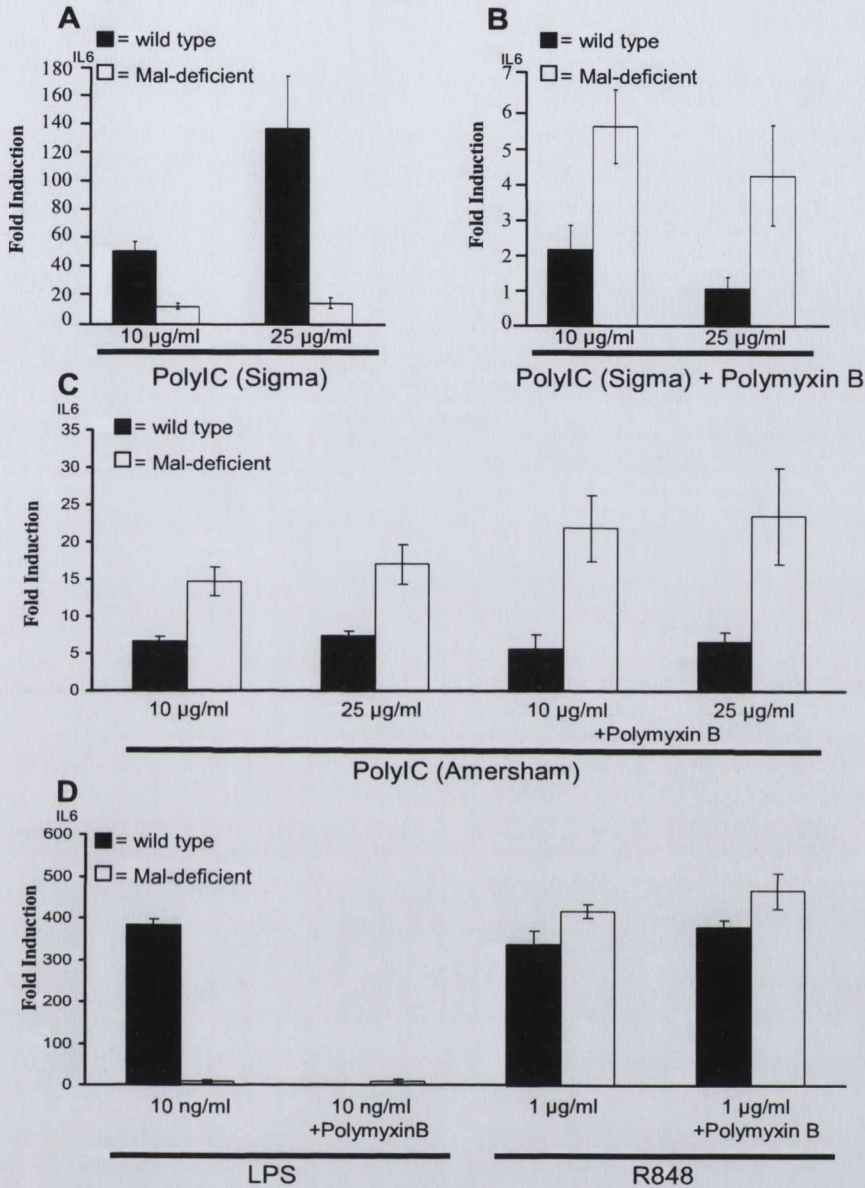 A
IL6
= wild type
= Mal-deficient
180
160
140
120
100
80
60
40
20
0
Fold Induction
10 µg/ml
25 µg/ml
PolyIC (Sigma)
B
IL6
= wild type
= Mal-deficient
7
6
5
4
3
2
1
0
Fold Induction
10 µg/ml
25 µg/ml
PolyIC (Sigma) + Polymyxin B
C
IL6
= wild type
= Mal-deficient
35
30
25
20
15
10
5
0
Fold Induction
10 µg/ml
25 µg/ml
10 µg/ml
+Polymyxin B
25 µg/ml
PolyIC (Amersham)
D
IL6
= wild type
= Mal-deficient
600
500
400
300
200
100
0
Fold Induction
10 ng/ml
10 ng/ml
+PolymyxinB
1 µg/ml
1 µg/ml
+Polymyxin B
LPS
R848